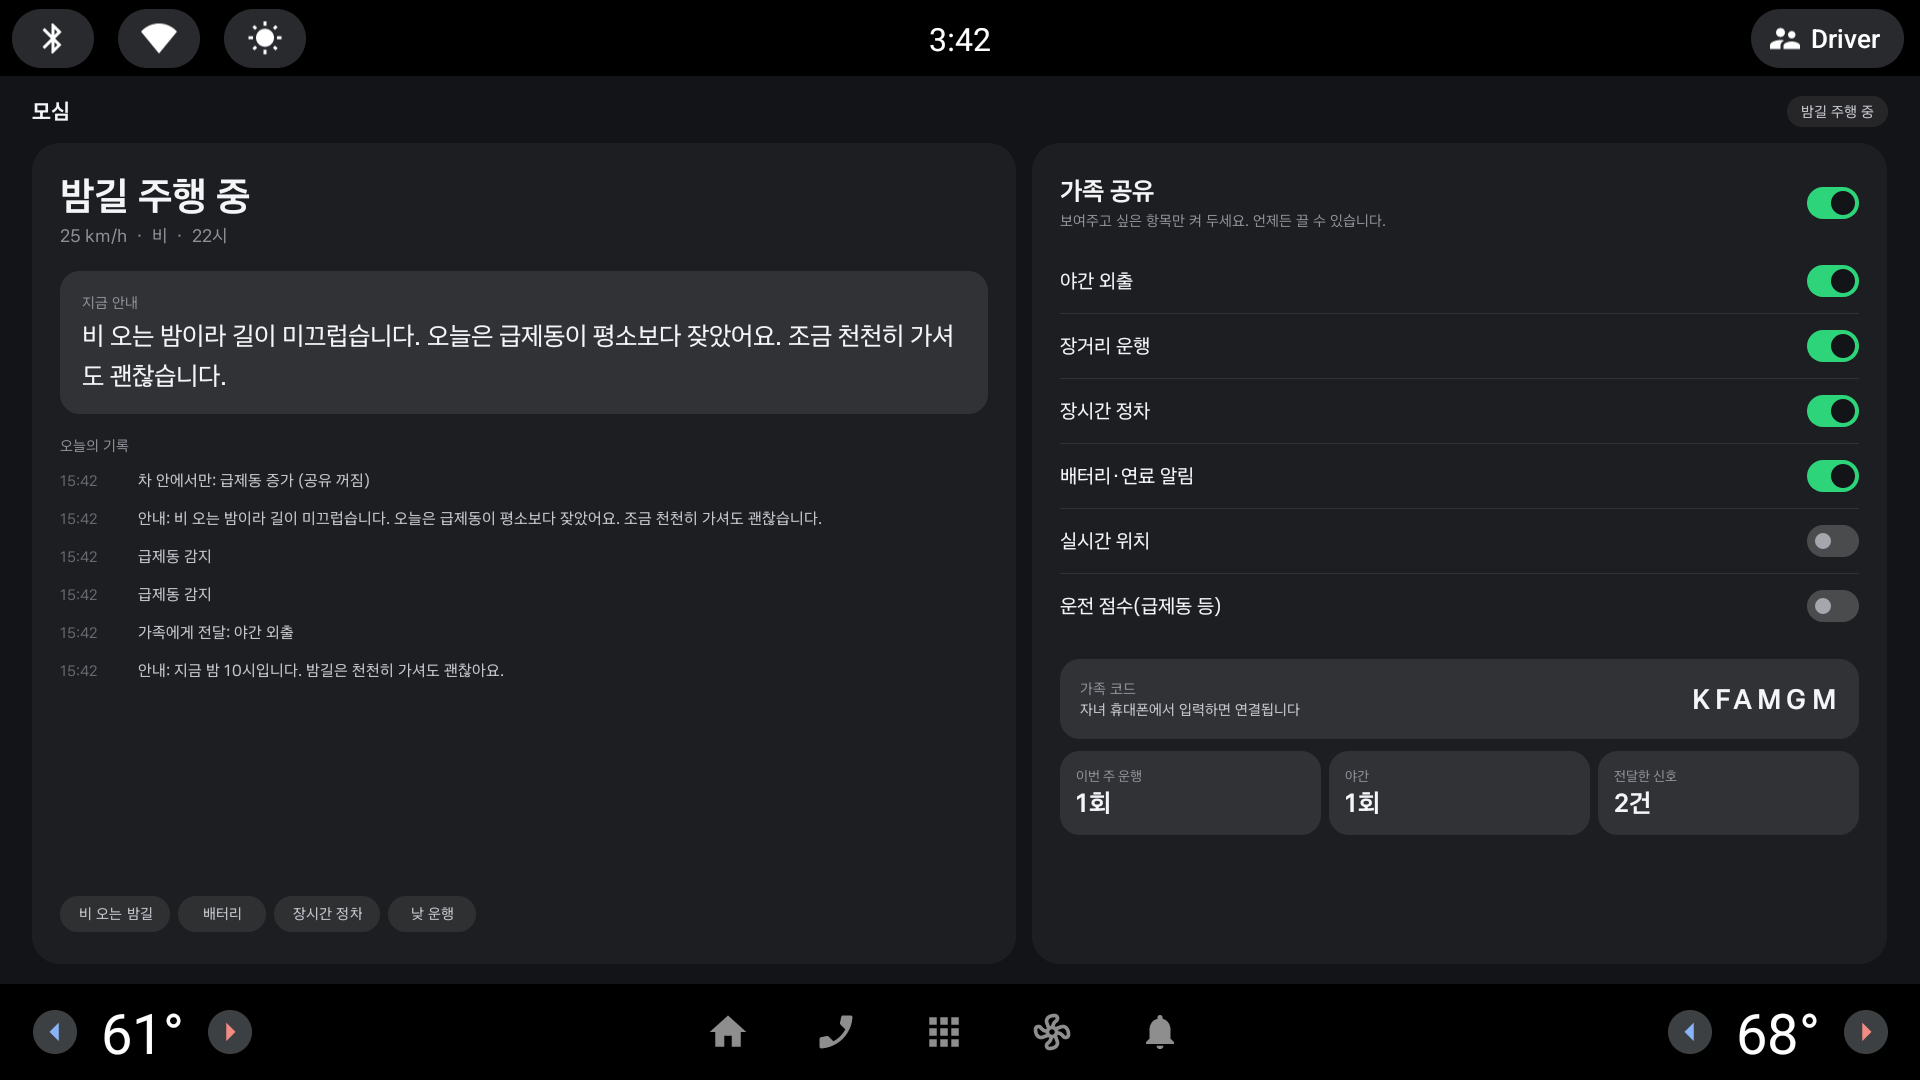 3:42
Driver
모심
밤길 주행 중
밤길 주행 중
25 km/h · 비 · 22시
지금 안내
비 오는 밤이라 길이 미끄럽습니다. 오늘은 급제동이 평소보다 잦았어요. 조금 천천히 가셔
도 괜찮습니다.
오늘의 기록
15:42 차 안에서만: 급제동 증가 (공유 꺼짐)
15:42 안내: 비 오는 밤이라 길이 미끄럽습니다. 오늘은 급제동이 평소보다 잦았어요. 조금 천천히 가셔도 괜찮습니다.
15:42 급제동 감지
15:42 급제동 감지
15:42 가족에게 전달: 야간 외출
15:42 안내: 지금 밤 10시입니다. 밤길은 천천히 가셔도 괜찮아요.
비 오는 밤길
배터리
장시간 정차
낮 운행
가족 공유
보여주고 싶은 항목만 켜 두세요. 언제든 끌 수 있습니다.
야간 외출
장거리 운행
장시간 정차
배터리·연료 알림
실시간 위치
운전 점수(급제동 등)
가족 코드
자녀 휴대폰에서 입력하면 연결됩니다
KFAMGM
이번 주 운행
1회
야간
1회
전달한 신호
2건
61°
68°